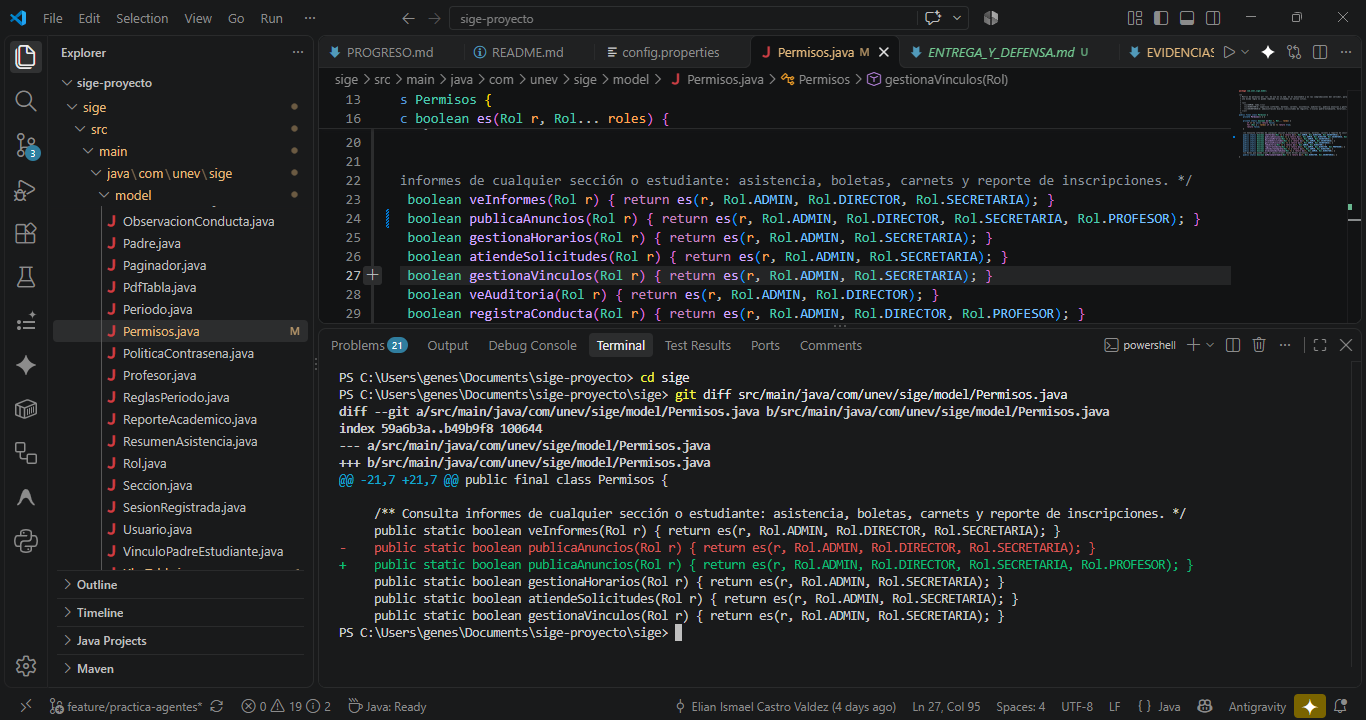 File Edit Selection View Go Run ···
sige-proyecto
Explorer ···
PROGRESO.md
README.md
config.properties
Permisos.java M
ENTREGA_Y_DEFENSA.md U
EVIDENCIAS
sige-proyecto
sige
src
main
java\com\unev\sige
model
ObservacionConducta.java
Padre.java
Paginador.java
PdfTabla.java
Periodo.java
Permisos.java M
PoliticaContrasena.java
Profesor.java
ReglasPeriodo.java
ReporteAcademico.java
ResumenAsistencia.java
Rol.java
Seccion.java
SesionRegistrada.java
Usuario.java
VinculoPadreEstudiante.java
Outline
Timeline
Java Projects
Maven
sige > src > main > java > com > unev > sige > model > Permisos.java > Permisos > gestionaVinculos(Rol)
13 s Permisos {
16 c boolean es(Rol r, Rol... roles) {
20
21
22 informes de cualquier sección o estudiante: asistencia, boletas, carnets y reporte de inscripciones. */
23 boolean veInformes(Rol r) { return es(r, Rol.ADMIN, Rol.DIRECTOR, Rol.SECRETARIA); }
24 boolean publicaAnuncios(Rol r) { return es(r, Rol.ADMIN, Rol.DIRECTOR, Rol.SECRETARIA, Rol.PROFESOR); }
25 boolean gestionaHorarios(Rol r) { return es(r, Rol.ADMIN, Rol.SECRETARIA); }
26 boolean atiendeSolicitudes(Rol r) { return es(r, Rol.ADMIN, Rol.SECRETARIA); }
27 boolean gestionaVinculos(Rol r) { return es(r, Rol.ADMIN, Rol.SECRETARIA); }
28 boolean veAuditoria(Rol r) { return es(r, Rol.ADMIN, Rol.DIRECTOR); }
29 boolean registraConducta(Rol r) { return es(r, Rol.ADMIN, Rol.DIRECTOR, Rol.PROFESOR); }
Problems 21 Output Debug Console Terminal Test Results Ports Comments
powershell
PS C:\Users\genes\Documents\sige-proyecto> cd sige
PS C:\Users\genes\Documents\sige-proyecto\sige> git diff src/main/java/com/unev/sige/model/Permisos.java
diff --git a/src/main/java/com/unev/sige/model/Permisos.java b/src/main/java/com/unev/sige/model/Permisos.java
index 59a6b3a..b49b9f8 100644
--- a/src/main/java/com/unev/sige/model/Permisos.java
+++ b/src/main/java/com/unev/sige/model/Permisos.java
@@ -21,7 +21,7 @@ public final class Permisos {
/** Consulta informes de cualquier sección o estudiante: asistencia, boletas, carnets y reporte de inscripciones. */
public static boolean veInformes(Rol r) { return es(r, Rol.ADMIN, Rol.DIRECTOR, Rol.SECRETARIA); }
- public static boolean publicaAnuncios(Rol r) { return es(r, Rol.ADMIN, Rol.DIRECTOR, Rol.SECRETARIA); }
+ public static boolean publicaAnuncios(Rol r) { return es(r, Rol.ADMIN, Rol.DIRECTOR, Rol.SECRETARIA, Rol.PROFESOR); }
public static boolean gestionaHorarios(Rol r) { return es(r, Rol.ADMIN, Rol.SECRETARIA); }
public static boolean atiendeSolicitudes(Rol r) { return es(r, Rol.ADMIN, Rol.SECRETARIA); }
public static boolean gestionaVinculos(Rol r) { return es(r, Rol.ADMIN, Rol.SECRETARIA); }
PS C:\Users\genes\Documents\sige-proyecto\sige>
3
feature/practica-agentes* 0 19 2 Java: Ready
Elian Ismael Castro Valdez (4 days ago) Ln 27, Col 95 Spaces: 4 UTF-8 LF { } Java Antigravity